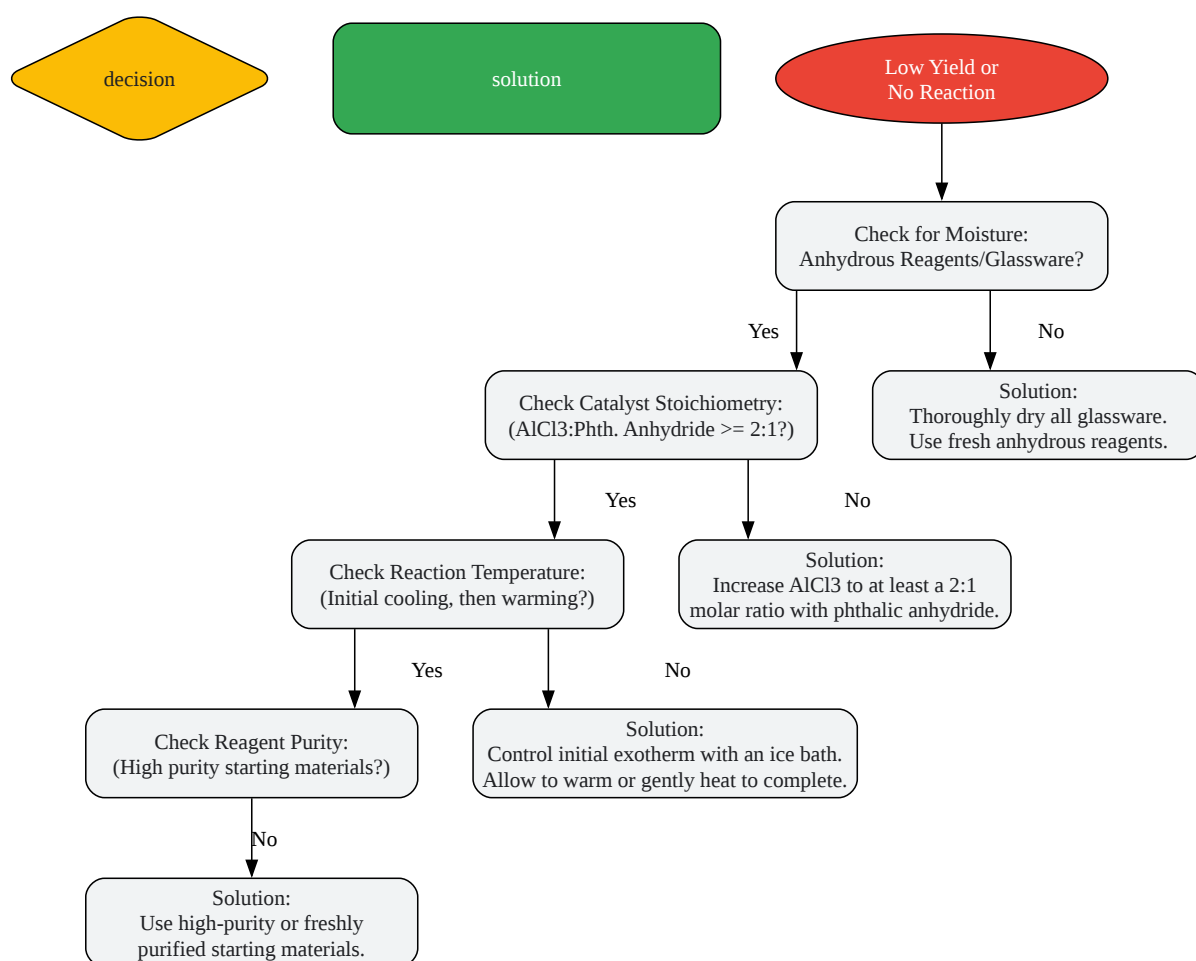 decision
solution
Low Yield or
No Reaction
Check for Moisture:
Anhydrous Reagents/Glassware?
Yes
No
Check Catalyst Stoichiometry:
(AlCl3:Phth. Anhydride >= 2:1?)
Solution:
Thoroughly dry all glassware.
Use fresh anhydrous reagents.
Yes
No
Check Reaction Temperature:
(Initial cooling, then warming?)
Solution:
Increase AlCl3 to at least a 2:1
molar ratio with phthalic anhydride.
Yes
No
Check Reagent Purity:
(High purity starting materials?)
Solution:
Control initial exotherm with an ice bath.
Allow to warm or gently heat to complete.
No
Solution:
Use high-purity or freshly
purified starting materials.